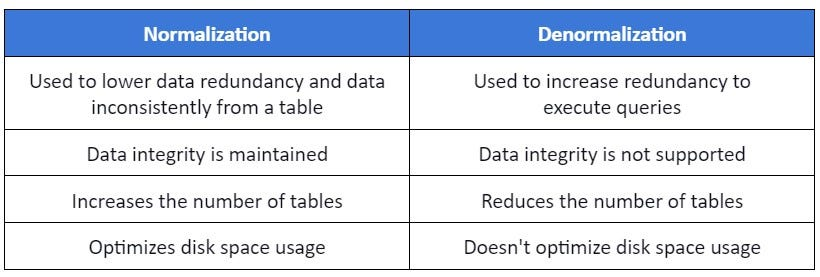 Normalization
Denormalization
Used to lower data redundancy and data
inconsistently from a table
Used to increase redundancy to
execute queries
Data integrity is maintained
Data integrity is not supported
Increases the number of tables
Reduces the number of tables
Optimizes disk space usage
Doesn't optimize disk space usage